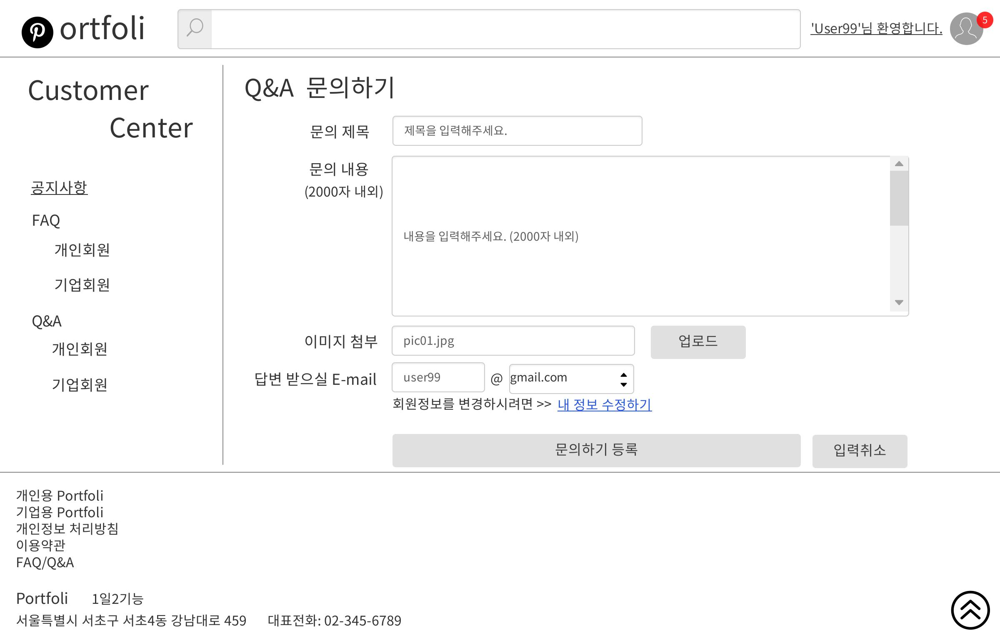 ortfoli
'User99'님 환영합니다.
5
Customer
Center
공지사항
FAQ
개인회원
기업회원
Q&A
개인회원
기업회원
Q&A 문의하기
문의 제목
제목을 입력해주세요.
문의 내용
(2000자 내외)
내용을 입력해주세요. (2000자 내외)
이미지 첨부
pic01.jpg
업로드
답변 받으실 E-mail
user99
@
gmail.com
회원정보를 변경하시려면 >> 내 정보 수정하기
문의하기 등록
입력취소
개인용 Portfoli
기업용 Portfoli
개인정보 처리방침
이용약관
FAQ/Q&A
Portfoli 1일2기능
서울특별시 서초구 서초4동 강남대로 459 대표전화: 02-345-6789